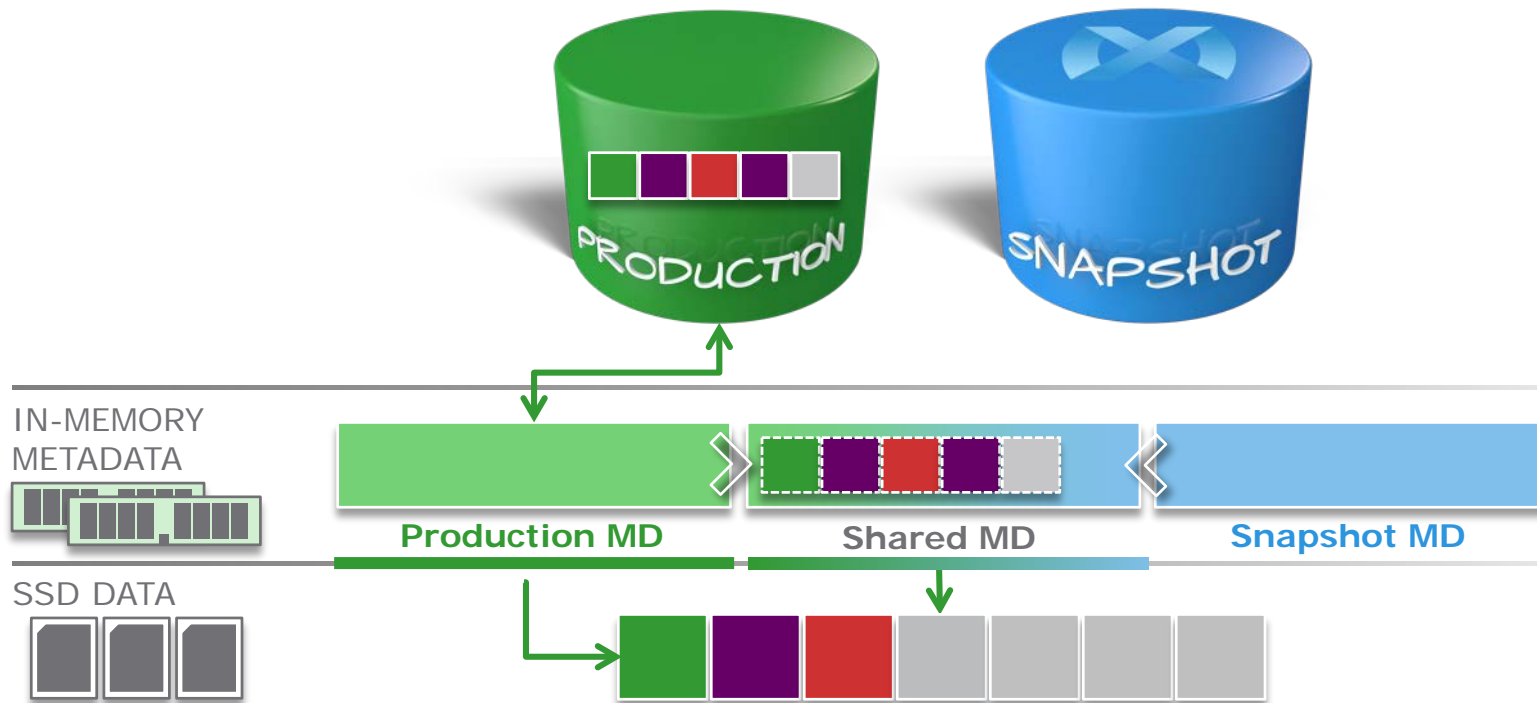 PRODUCTION
SNAPSHOT
IN-MEMORY
METADATA
Production MD
Shared MD
Snapshot MD
SSD DATA